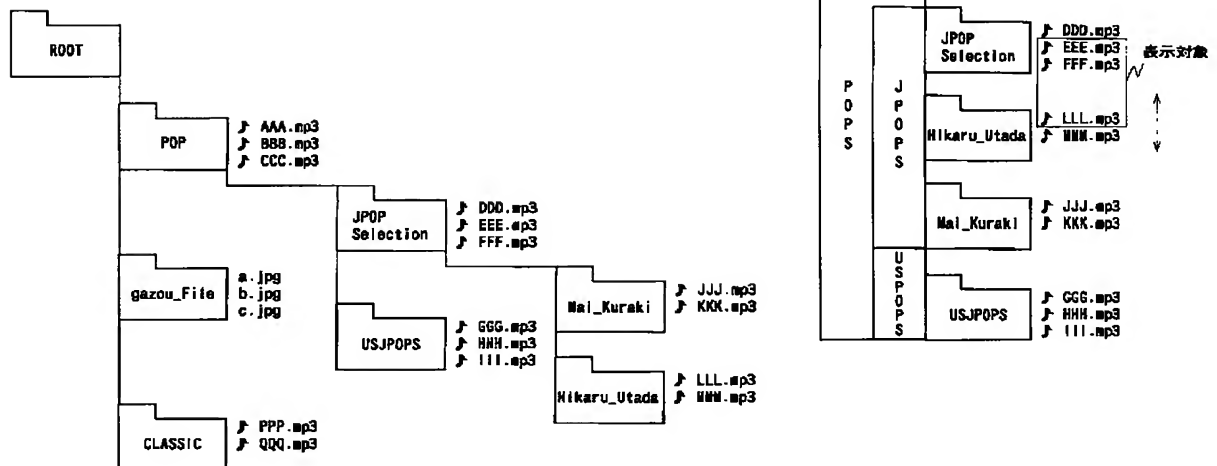 ROOT
POP
AAA.mp3
BBB.mp3
CCC.mp3
JPOP
Selection
DDD.mp3
EEE.mp3
FFF.mp3
gazou_File
a.jpg
b.jpg
c.jpg
Mai_Kuraki
JJJ.mp3
KKK.mp3
USJPOPS
GGG.mp3
HHH.mp3
III.mp3
Hikaru_Utada
LLL.mp3
MMM.mp3
CLASSIC
PPP.mp3
QQQ.mp3
POPS
JPOPS
JPOP
Selection
DDD.mp3
EEE.mp3
FFF.mp3
表示対象
Hikaru_Utada
LLL.mp3
MMM.mp3
Mai_Kuraki
JJJ.mp3
KKK.mp3
USPOPS
USJPOPS
GGG.mp3
HHH.mp3
III.mp3